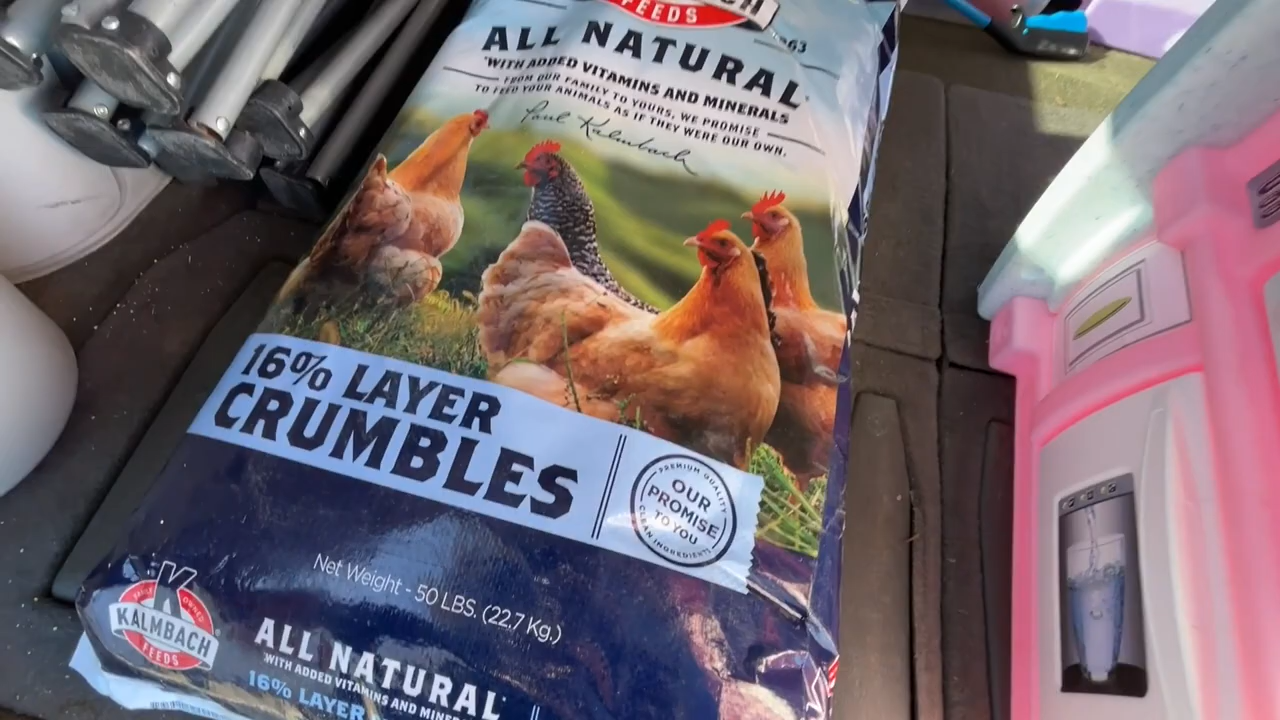 FEEDS
ALL NATURAL
*WITH ADDED VITAMINS AND MINERALS
FROM OUR FAMILY TO YOURS, WE PROMISE
TO FEED YOUR ANIMALS AS IF THEY WERE OUR OWN.
Paul Kalmbach
16% LAYER
CRUMBLES
PREMIUM QUALITY
OUR
PROMISE
TO YOU
CLEAN INGREDIENTS
Net Weight - 50 LBS. (22.7 Kg.)
K
FAMILY OWNED
KALMBACH
FEEDS
ALL NATURAL*
WITH ADDED VITAMINS AND
16% LAYER